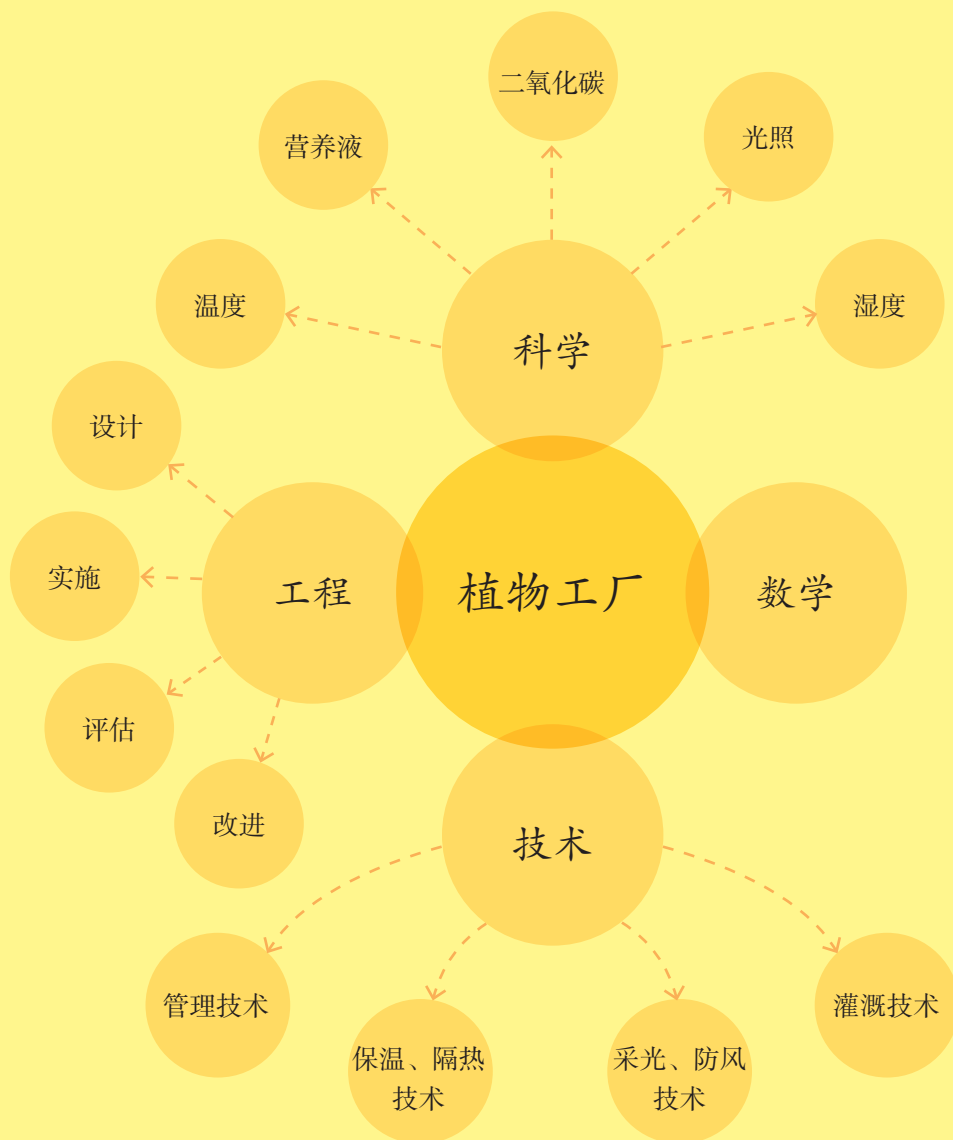 二氧化碳
营养液
光照
温度
湿度
科学
设计
实施
工程
植物工厂
数学
评估
改进
技术
管理技术
保温、隔热
技术
采光、防风
技术
灌溉技术